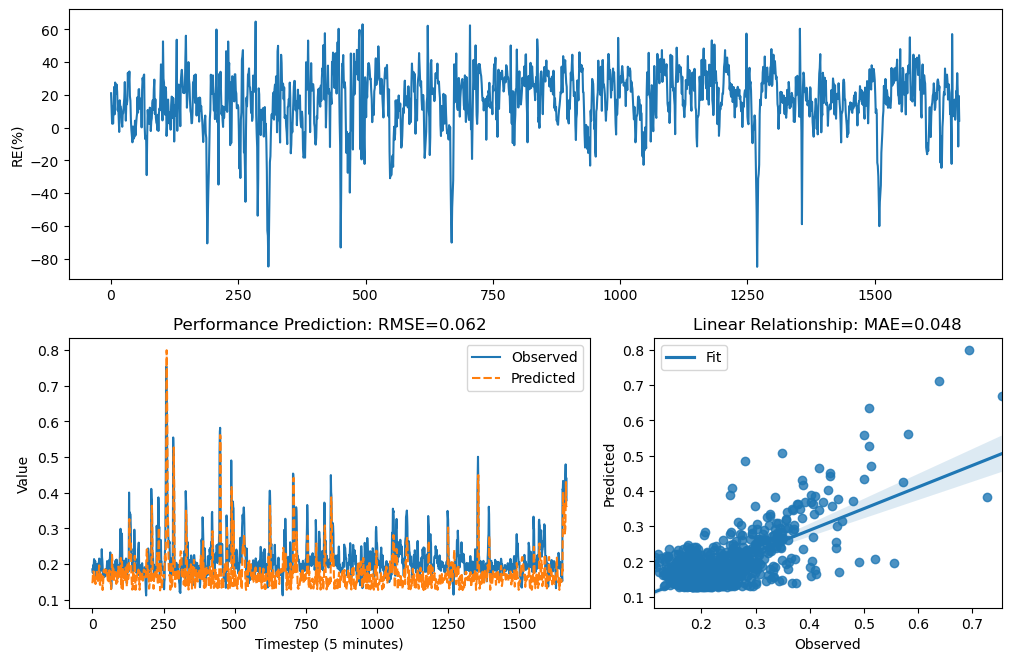 60
40
20
0
−20
−40
−60
−80
RE(%)
0 250 500 750 1000 1250 1500
Performance Prediction: RMSE=0.062
Observed
Predicted
0.8
0.7
0.6
0.5
0.4
0.3
0.2
0.1
Value
0 250 500 750 1000 1250 1500
Timestep (5 minutes)
Linear Relationship: MAE=0.048
Fit
0.8
0.7
0.6
0.5
0.4
0.3
0.2
0.1
Predicted
0.2 0.3 0.4 0.5 0.6 0.7
Observed